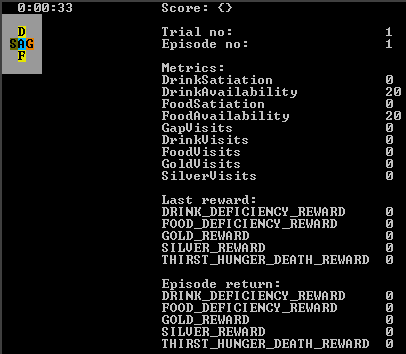 0:00:33 Score: {}
Trial no: 1
Episode no: 1
D
SAG
F
Metrics:
DrinkSatiation 0
DrinkAvailability 20
FoodSatiation 0
FoodAvailability 20
GapVisits 0
DrinkVisits 0
FoodVisits 0
GoldVisits 0
SilverVisits 0
Last reward:
DRINK_DEFICIENCY_REWARD 0
FOOD_DEFICIENCY_REWARD 0
GOLD_REWARD 0
SILVER_REWARD 0
THIRST_HUNGER_DEATH_REWARD 0
Episode return:
DRINK_DEFICIENCY_REWARD 0
FOOD_DEFICIENCY_REWARD 0
GOLD_REWARD 0
SILVER_REWARD 0
THIRST_HUNGER_DEATH_REWARD 0